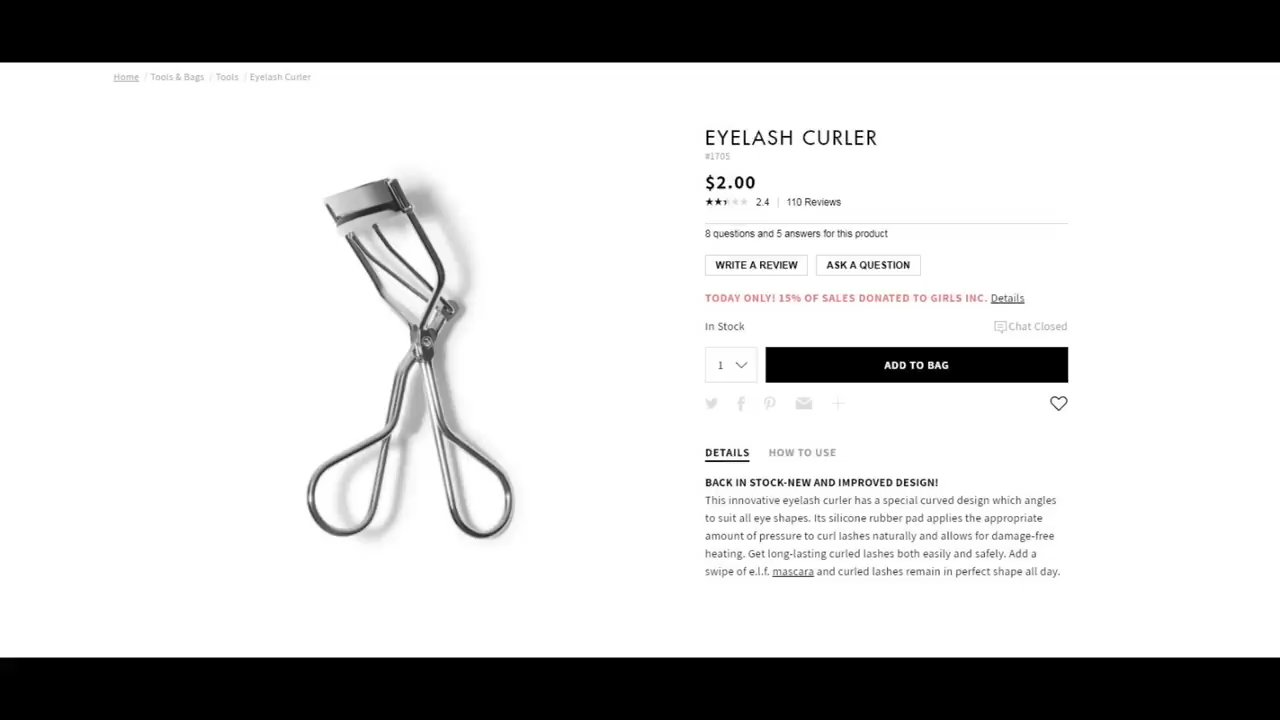 Home / Tools & Bags / Tools / Eyelash Curler
EYELASH CURLER
#1705
$2.00
2.4 | 110 Reviews
8 questions and 5 answers for this product
WRITE A REVIEW ASK A QUESTION
TODAY ONLY! 15% OF SALES DONATED TO GIRLS INC. Details
In Stock Chat Closed
1 ADD TO BAG
DETAILS HOW TO USE
BACK IN STOCK-NEW AND IMPROVED DESIGN!
This innovative eyelash curler has a special curved design which angles
to suit all eye shapes. Its silicone rubber pad applies the appropriate
amount of pressure to curl lashes naturally and allows for damage-free
heating. Get long-lasting curled lashes both easily and safely. Add a
swipe of e.l.f. mascara and curled lashes remain in perfect shape all day.